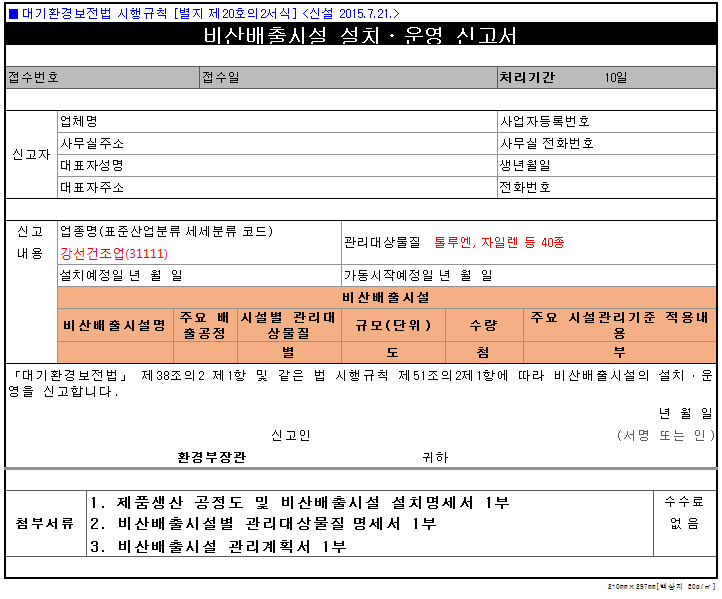 ■ 대기환경보전법 시행규칙 [별지 제20호의2서식] <신설 2015.7.21.>
비산배출시설 설치ㆍ운영 신고서
접수번호 접수일 처리기간 10일
신고자
업체명 사업자등록번호
사무실주소 사무실 전화번호
대표자성명 생년월일
대표자주소 전화번호
신고
내용
업종명(표준산업분류 세세분류 코드)
강선건조업(31111)
관리대상물질 톨루엔, 자일렌 등 40종
설치예정일 년 월 일 가동시작예정일 년 월 일
비산배출시설
비산배출시설명 주요 배출공정 시설별 관리대상물질 규모(단위) 수량 주요 시설관리기준 적용내용
별 도 첨 부
「대기환경보전법」 제38조의2 제1항 및 같은 법 시행규칙 제51조의2제1항에 따라 비산배출시설의 설치ㆍ운
영을 신고합니다.
년 월 일
신고인 (서명 또는 인)
환경부장관 귀하
첨부서류
1. 제품생산 공정도 및 비산배출시설 설치명세서 1부
2. 비산배출시설별 관리대상물질 명세서 1부
3. 비산배출시설 관리계획서 1부
수수료
없음
210mm×297mm[백상지 80g/㎡]